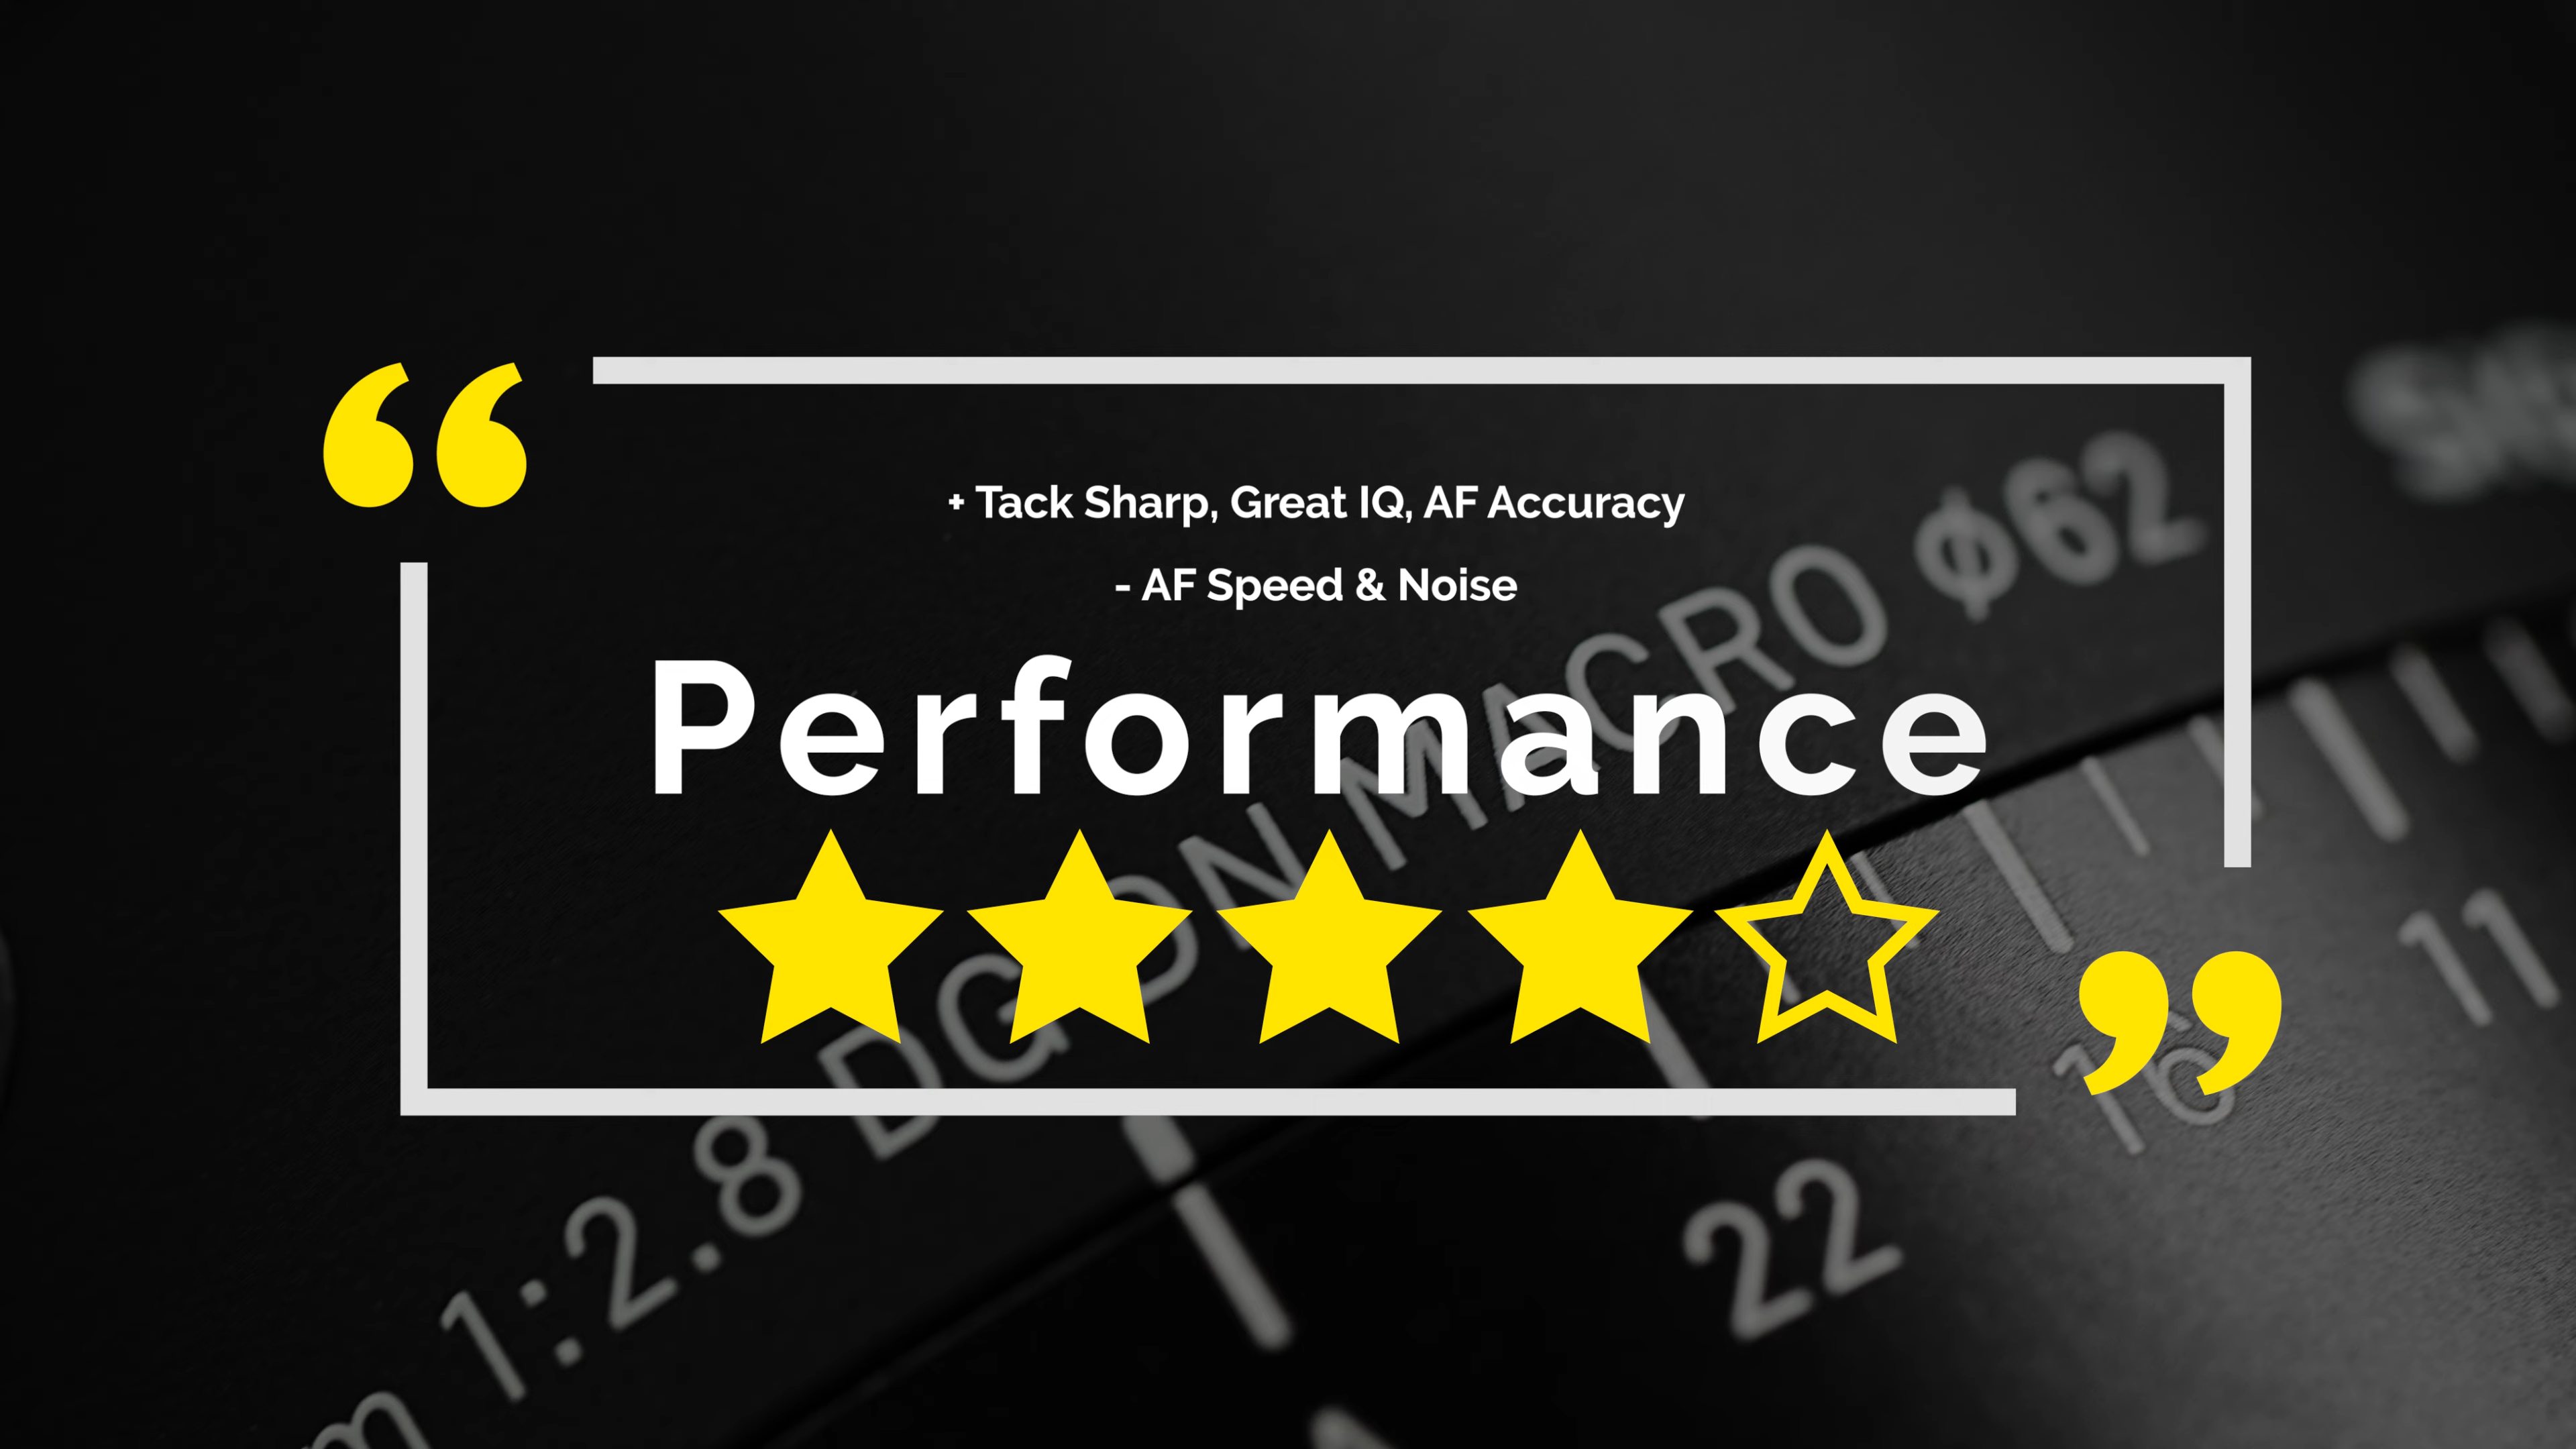 + Tack Sharp, Great IQ, AF Accuracy
- AF Speed & Noise
Performance
m 1:2.8 DG DN MACRO ø62
11
16
22